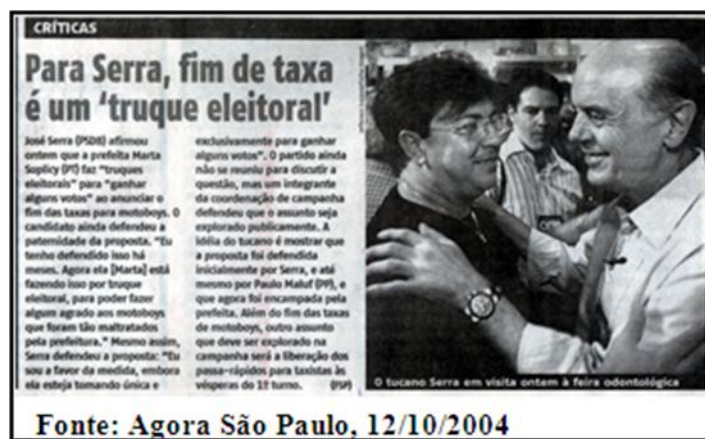 CRÍTICAS
Para Serra, fim de taxa
é um 'truque eleitoral'
José Serra (PSDB) afirmou
ontem que a prefeita Marta
Suplicy (PT) faz "truques
eleitorais" para "ganhar
alguns votos" ao anunciar o
fim das taxas para motoboys. O
candidato ainda defendeu a
paternidade da proposta. "Eu
tenho defendido isso há
meses. Agora ela [Marta] está
fazendo isso por truque
eleitoral, para poder fazer
algum agrado aos motoboys
que foram tão maltratados
pela prefeitura." Mesmo assim,
Serra defendeu a proposta: "Eu
sou a favor da medida, embora
ela esteja tomando única e
exclusivamente para ganhar
alguns votos". O partido ainda
não se reuniu para discutir a
questão, mas um integrante
da coordenação de campanha
defendeu que o assunto seja
explorado publicamente. A
idéia do tucano é mostrar que
a proposta foi defendida
inicialmente por Serra, e até
mesmo por Paulo Maluf (PP), e
que agora foi encampada pela
prefeita. Além do fim das taxas
de motoboys, outro assunto
que deve ser explorado na
campanha será a liberação dos
passa-rápidos para taxistas às
vésperas do 1º turno. (FSP)
O tucano Serra em visita ontem à feira odontológica
Fonte: Agora São Paulo, 12/10/2004